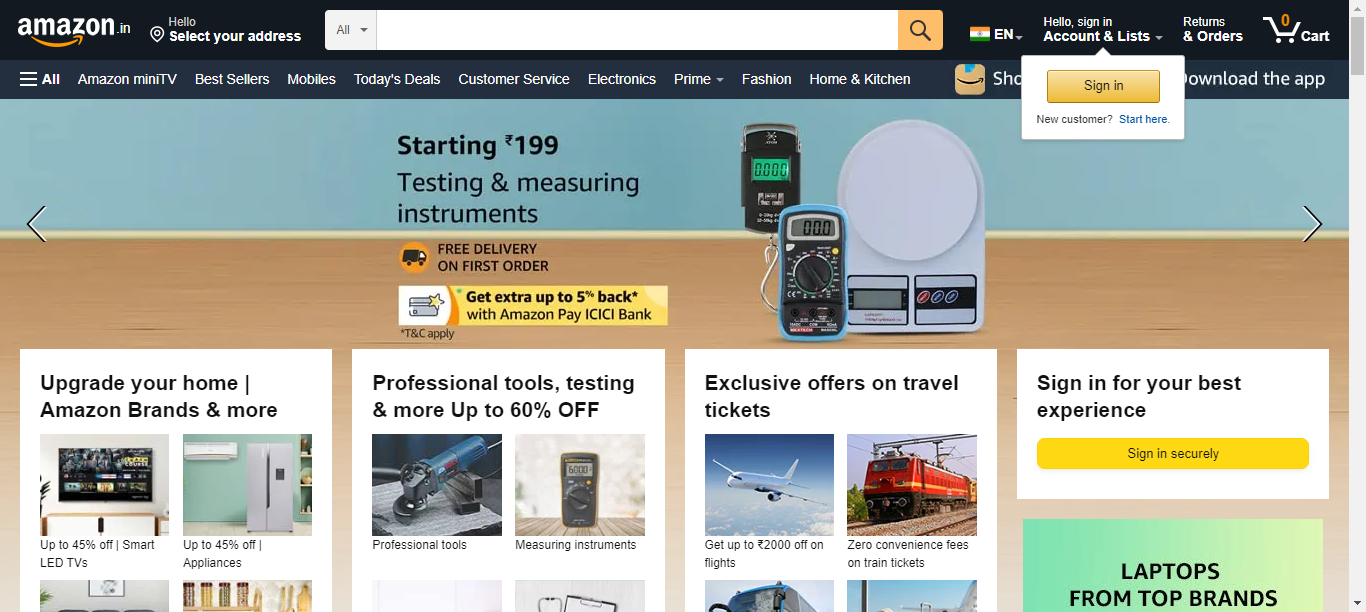 amazon.in
Hello
Select your address
All
EN
Hello, sign in
Account & Lists
Returns
& Orders
0
Cart
All
Amazon miniTV
Best Sellers
Mobiles
Today's Deals
Customer Service
Electronics
Prime
Fashion
Home & Kitchen
Download the app
Sign in
New customer? Start here.
Starting ₹199
Testing & measuring
instruments
FREE DELIVERY
ON FIRST ORDER
Get extra up to 5% back*
with Amazon Pay ICICI Bank
*T&C apply
0.000
00.0
Upgrade your home |
Amazon Brands & more
Up to 45% off | Smart
LED TVs
Up to 45% off |
Appliances
Professional tools, testing
& more Up to 60% OFF
Professional tools
Measuring instruments
6000
Exclusive offers on travel
tickets
Get up to ₹2000 off on
flights
Zero convenience fees
on train tickets
Sign in for your best
experience
Sign in securely
LAPTOPS
FROM TOP BRANDS